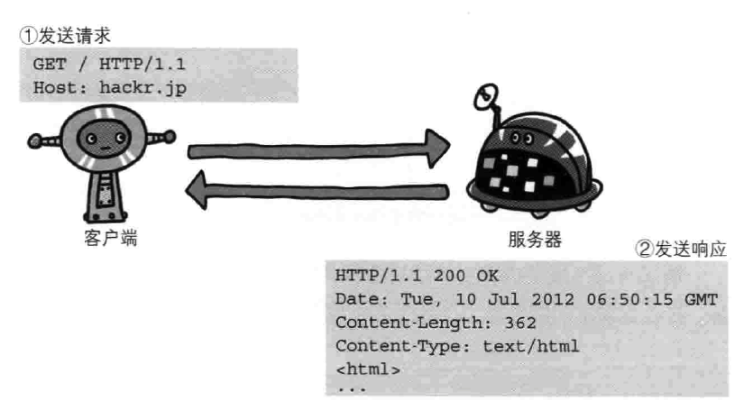 ①发送请求
GET / HTTP/1.1
Host: hackr.jp
客户端
服务器
②发送响应
HTTP/1.1 200 OK
Date: Tue, 10 Jul 2012 06:50:15 GMT
Content-Length: 362
Content-Type: text/html
<html>
...